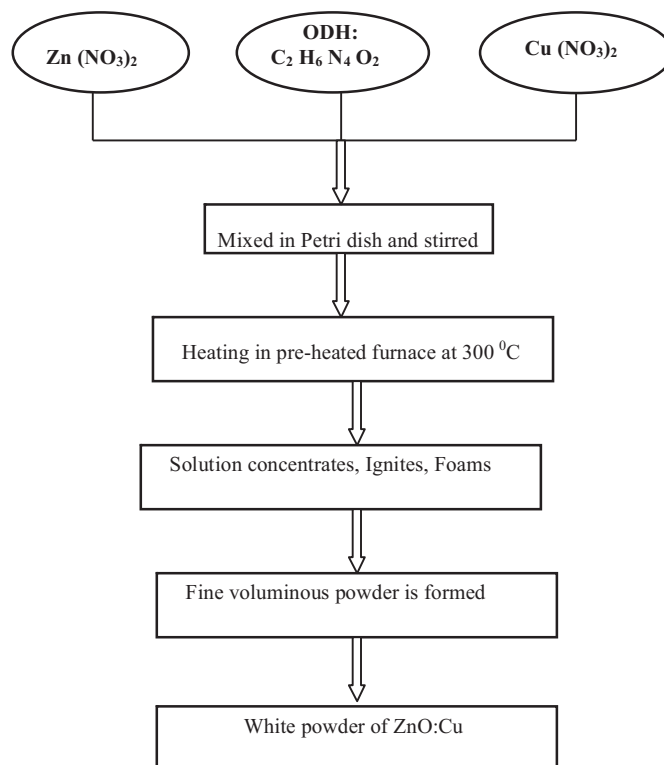 Zn (NO₃)₂
ODH:
C₂ H₆ N₄ O₂
Cu (NO₃)₂
Mixed in Petri dish and stirred
Heating in pre-heated furnace at 300 ⁰C
Solution concentrates, Ignites, Foams
Fine voluminous powder is formed
White powder of ZnO:Cu